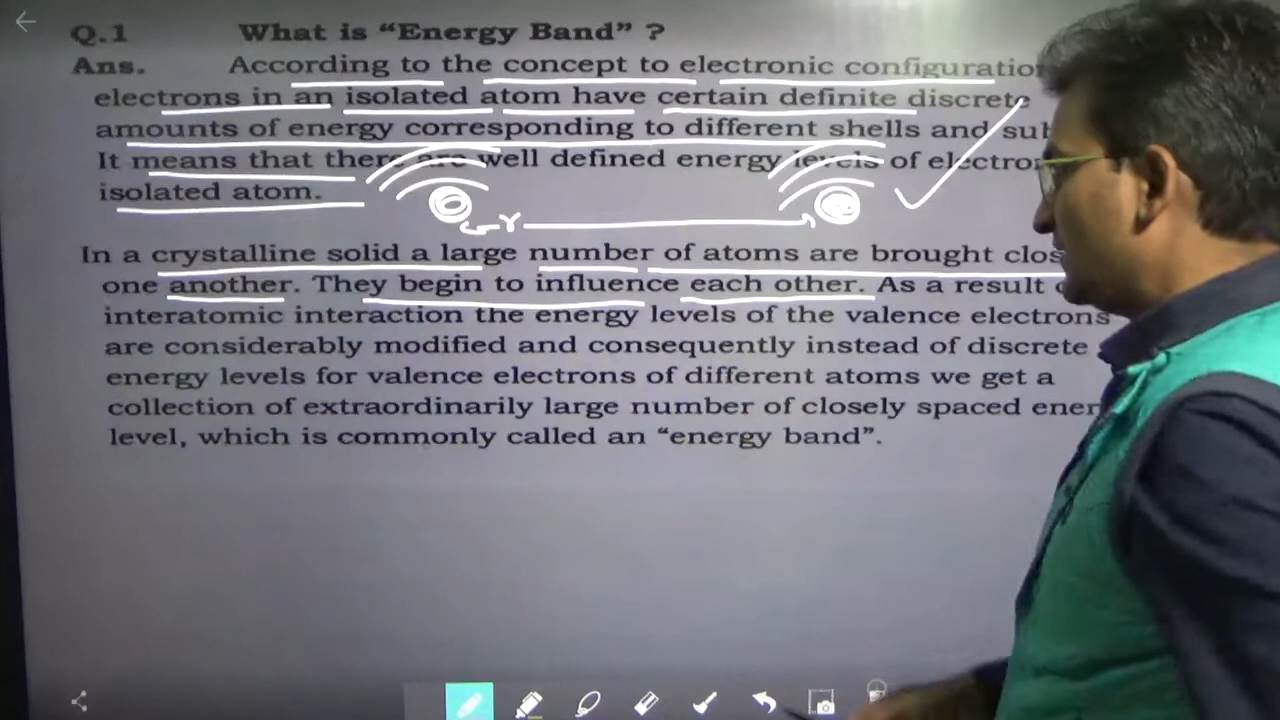 Q.1 What is “Energy Band” ?
Ans. According to the concept to electronic
electrons in an isolated atom have certain definite discrete
amounts of energy corresponding to different shells and
It means that there are well defined energy levels of
isolated atom.
r
In a crystalline solid a large number of atoms are brought
one another. They begin to influence each other. As a result
interatomic interaction the energy levels of the valence electrons
are considerably modified and consequently instead of discrete
energy levels for valence electrons of different atoms we get a
collection of extraordinarily large number of closely spaced
level, which is commonly called an “energy band”.